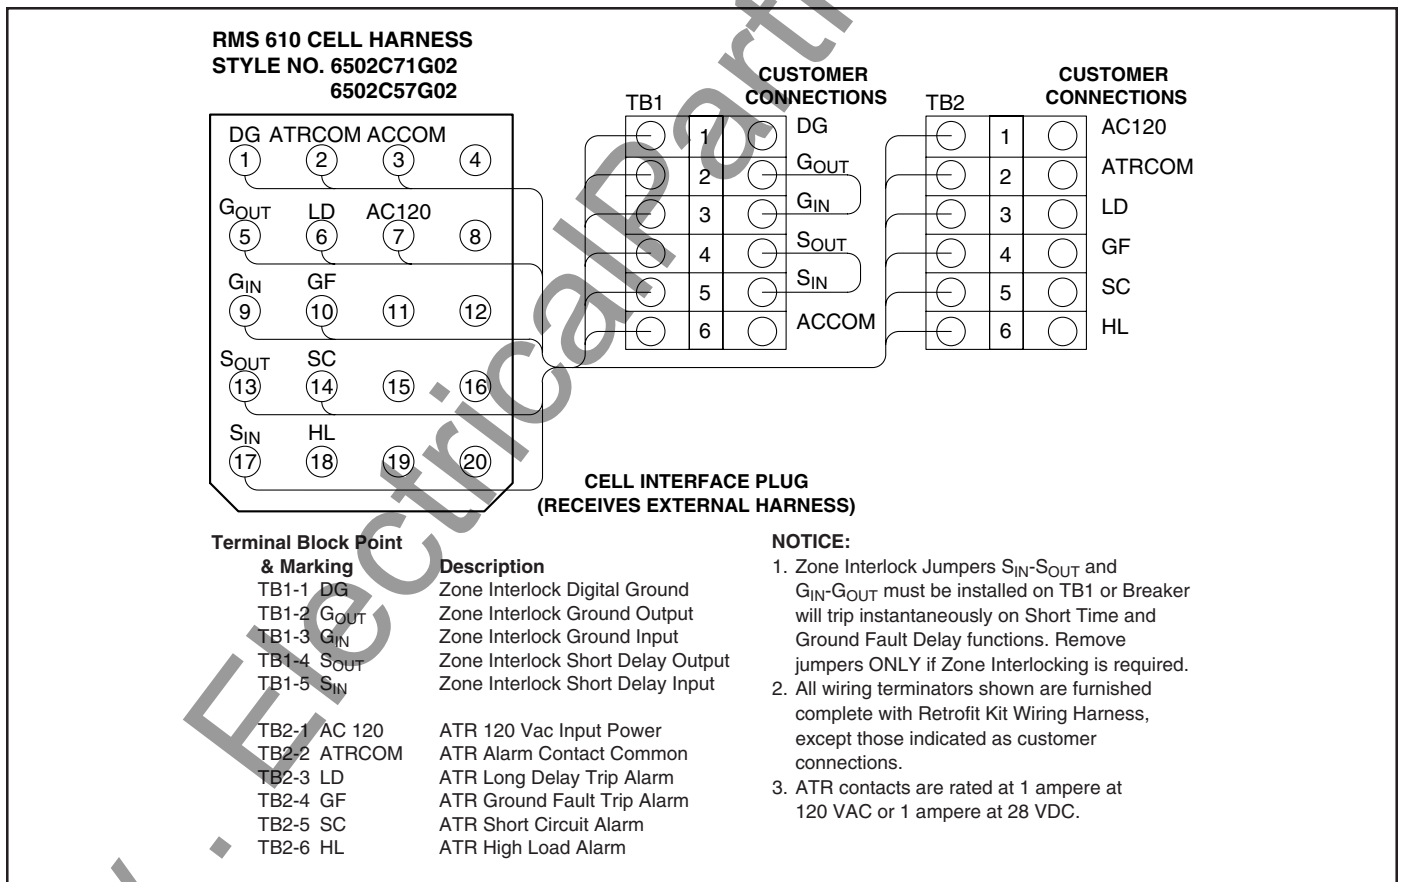 RMS 610 CELL HARNESS
STYLE NO. 6502C71G02
6502C57G02
DG ATRCOM ACCOM
1 2 3 4
GOUT LD AC120
5 6 7 8
GIN GF
9 10 11 12
SOUT SC
13 14 15 16
SIN HL
17 18 19 20
TB1
CUSTOMER
CONNECTIONS
1 DG
2 GOUT
3 GIN
4 SOUT
5 SIN
6 ACCOM
TB2
CUSTOMER
CONNECTIONS
1 AC120
2 ATRCOM
3 LD
4 GF
5 SC
6 HL
CELL INTERFACE PLUG
(RECEIVES EXTERNAL HARNESS)
Terminal Block Point
& Marking Description
TB1-1 DG Zone Interlock Digital Ground
TB1-2 GOUT Zone Interlock Ground Output
TB1-3 GIN Zone Interlock Ground Input
TB1-4 SOUT Zone Interlock Short Delay Output
TB1-5 SIN Zone Interlock Short Delay Input
TB2-1 AC 120 ATR 120 Vac Input Power
TB2-2 ATRCOM ATR Alarm Contact Common
TB2-3 LD ATR Long Delay Trip Alarm
TB2-4 GF ATR Ground Fault Trip Alarm
TB2-5 SC ATR Short Circuit Alarm
TB2-6 HL ATR High Load Alarm
NOTICE:
1. Zone Interlock Jumpers SIN-SOUT and
GIN-GOUT must be installed on TB1 or Breaker
will trip instantaneously on Short Time and
Ground Fault Delay functions. Remove
jumpers ONLY if Zone Interlocking is required.
2. All wiring terminators shown are furnished
complete with Retrofit Kit Wiring Harness,
except those indicated as customer
connections.
3. ATR contacts are rated at 1 ampere at
120 VAC or 1 ampere at 28 VDC.
. ElectricalParti